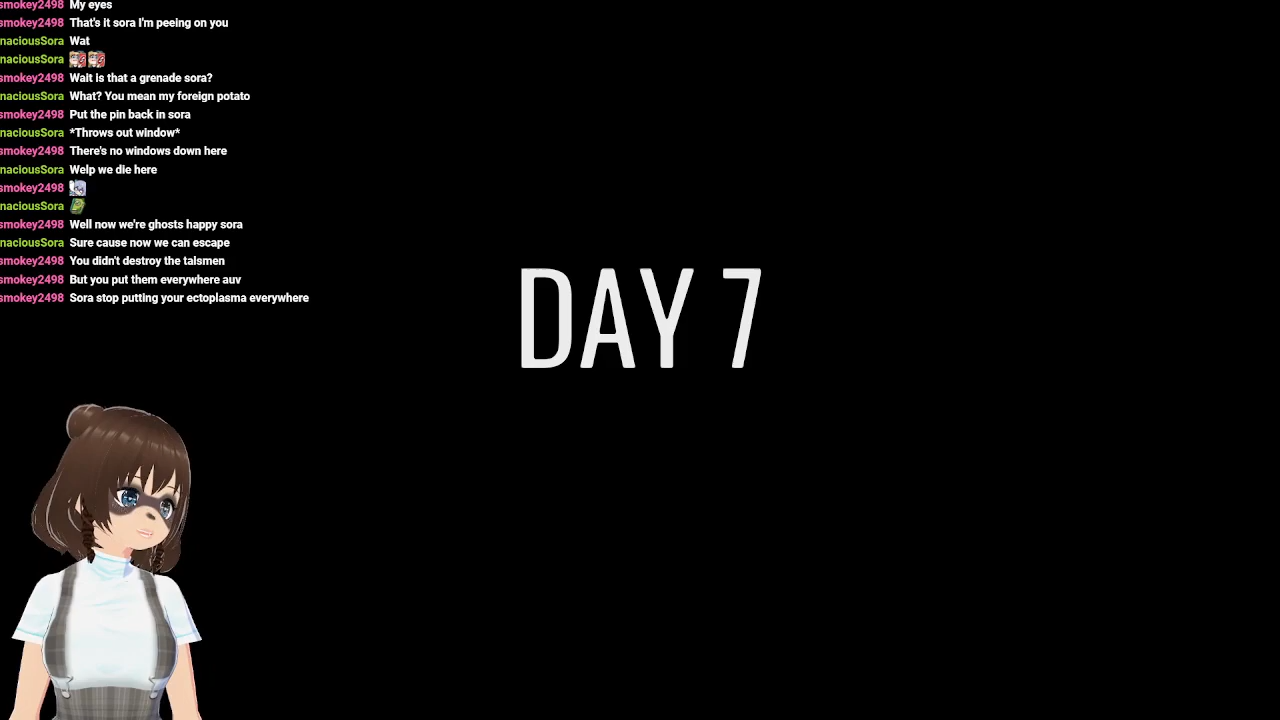 smokey2498 My eyes
smokey2498 That's it sora I'm peeing on you
naciousSora Wat
naciousSora
smokey2498 Wait is that a grenade sora?
naciousSora What? You mean my foreign potato
smokey2498 Put the pin back in sora
naciousSora *Throws out window*
smokey2498 There's no windows down here
naciousSora Welp we die here
smokey2498
naciousSora
smokey2498 Well now we're ghosts happy sora
naciousSora Sure cause now we can escape
smokey2498 You didn't destroy the talsmen
smokey2498 But you put them everywhere auv
smokey2498 Sora stop putting your ectoplasma everywhere
DAY 7